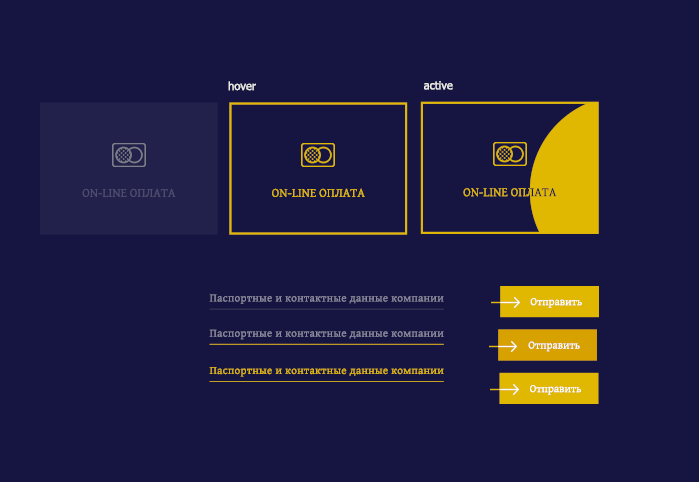 hover
active
ON-LINE ОПЛАТА
ON-LINE ОПЛАТА
ON-LINE ОПЛАТА
Паспортные и контактные данные компании
Отправить
Паспортные и контактные данные компании
Отправить
Паспортные и контактные данные компании
Отправить